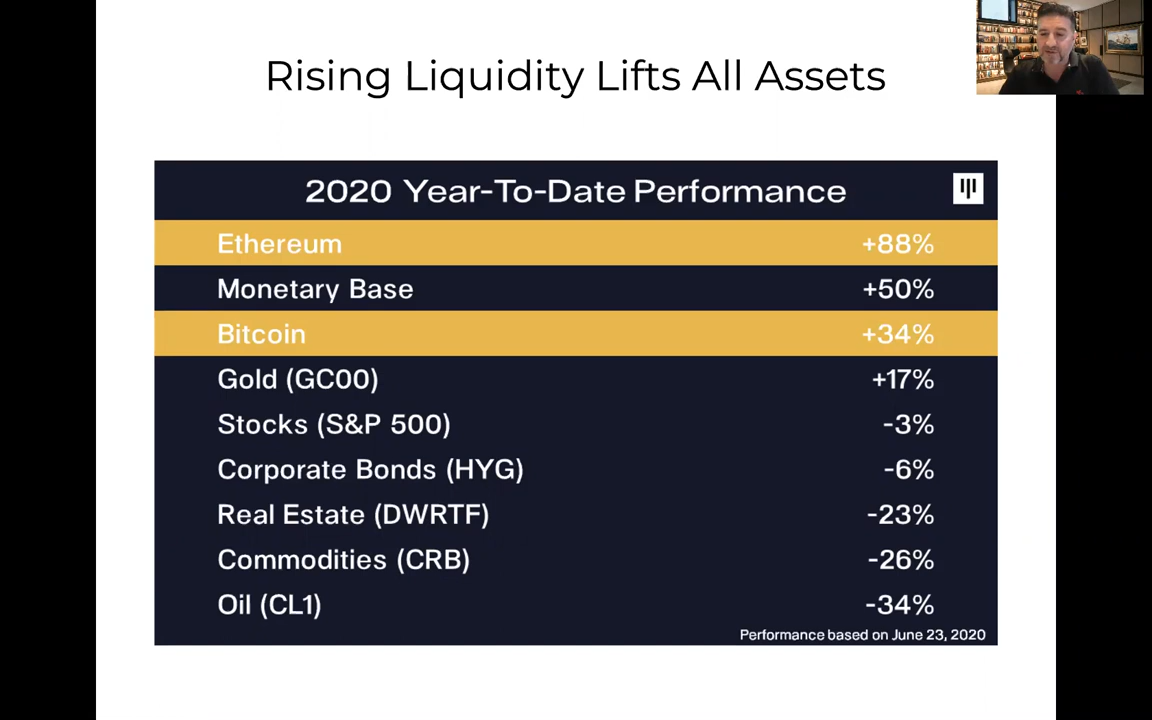 Rising Liquidity Lifts All Assets
2020 Year-To-Date Performance
Ethereum +88%
Monetary Base +50%
Bitcoin +34%
Gold (GC00) +17%
Stocks (S&P 500) -3%
Corporate Bonds (HYG) -6%
Real Estate (DWRTF) -23%
Commodities (CRB) -26%
Oil (CL1) -34%
Performance based on June 23, 2020